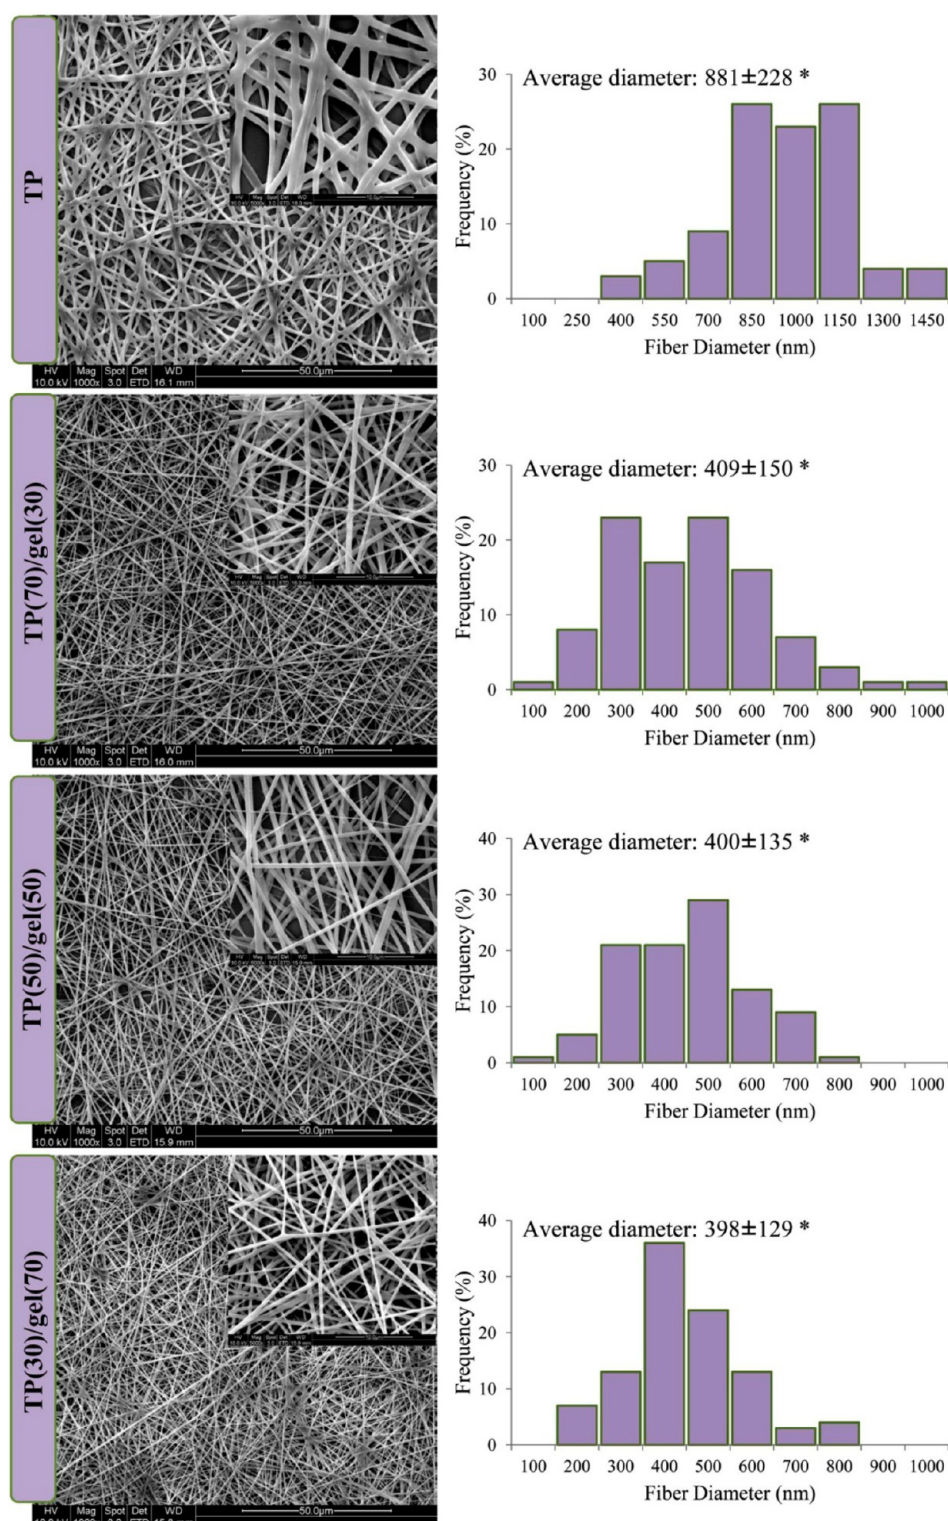 TP
HV Mag Spot Det WD
10.0 kV 1000x 3.0 ETD 16.1 mm
50.0µm
Average diameter: 881±228 *
Frequency (%)
30
20
10
0
100 250 400 550 700 850 1000 1150 1300 1450
Fiber Diameter (nm)
TP(70)/gel(30)
HV Mag Spot Det WD
10.0 kV 1000x 3.0 ETD 16.0 mm
50.0µm
Average diameter: 409±150 *
Frequency (%)
30
20
10
0
100 200 300 400 500 600 700 800 900 1000
Fiber Diameter (nm)
TP(50)/gel(50)
HV Mag Spot Det WD
10.0 kV 1000x 3.0 ETD 15.9 mm
50.0µm
Average diameter: 400±135 *
Frequency (%)
40
30
20
10
0
100 200 300 400 500 600 700 800 900 1000
Fiber Diameter (nm)
TP(30)/gel(70)
HV Mag Spot Det WD
50.0µm
Average diameter: 398±129 *
Frequency (%)
40
30
20
10
0
100 200 300 400 500 600 700 800 900 1000
Fiber Diameter (nm)